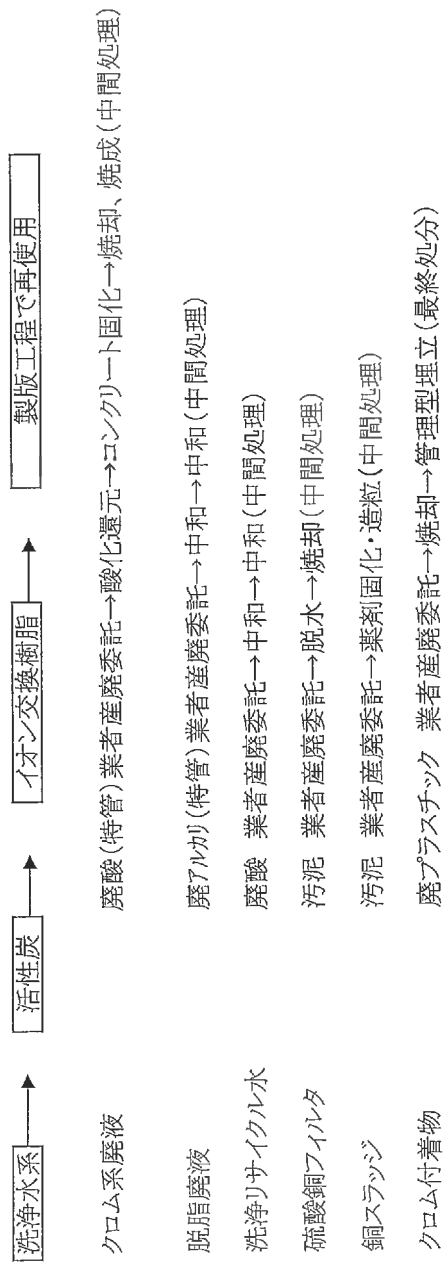 洗浄水系→活性炭→イオン交換樹脂→製版工程で再使用
クロム系廃液 廃酸(特管)業者産廃委託→酸化還元→コンクリート固化→焼却、焼成(中間処理)
脱脂廃液 廃アルカリ(特管)業者産廃委託→中和→中和(中間処理)
洗浄リサイクル水 廃酸 業者産廃委託→中和→中和(中間処理)
硫酸銅フィルタ 汚泥 業者産廃委託→脱水→焼却(中間処理)
銅スラッジ 汚泥 業者産廃委託→薬剤固化・造粒(中間処理)
クロム付着物 廃プラスチック 業者産廃委託→焼却→管理型埋立(最終処分)